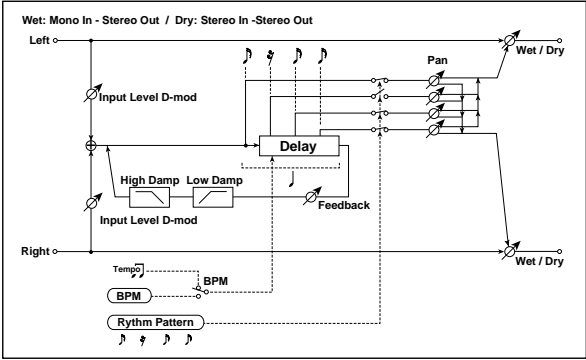 Wet: Mono In - Stereo Out / Dry: Stereo In -Stereo Out
Left
Wet / Dry
Pan
Input Level D-mod
Delay
High Damp Low Damp
Feedback
Input Level D-mod
Right
Wet / Dry
Tempo
BPM
BPM
Rythm Pattern